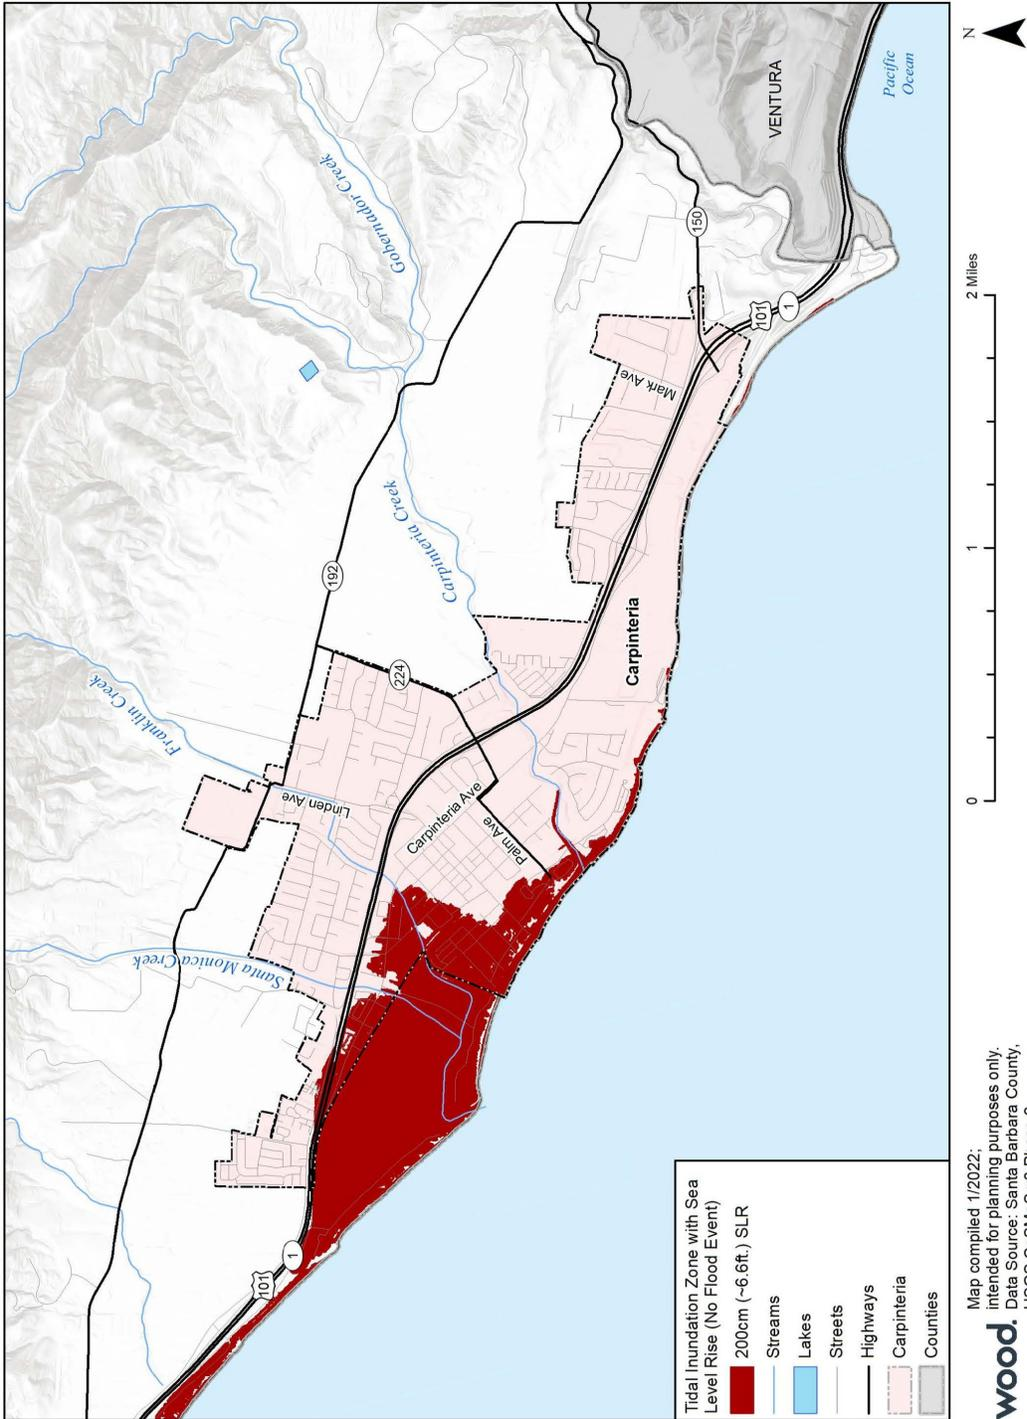 Gobernador Creek
Franklin Creek
Carpinteria Creek
Santa Monica Creek
VENTURA
Pacific
Ocean
192
150
224
101
1
101
1
Linden Ave
Carpinteria Ave
Palm Ave
Mark Ave
Carpinteria
Tidal Inundation Zone with Sea
Level Rise (No Flood Event)
200cm (~6.6ft.) SLR
Streams
Lakes
Streets
Highways
Carpinteria
Counties
N
0 1 2 Miles
wood.
Map compiled 1/2022;
intended for planning purposes only.
Data Source: Santa Barbara County,